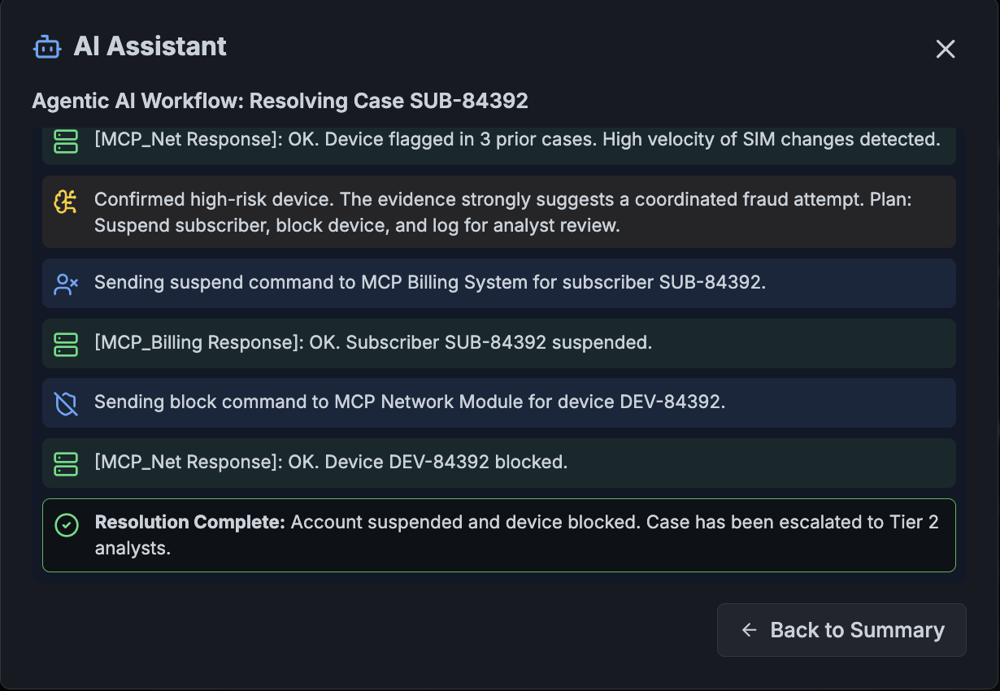 AI Assistant
Agentic AI Workflow: Resolving Case SUB-84392
[MCP_Net Response]: OK. Device flagged in 3 prior cases. High velocity of SIM changes detected.
Confirmed high-risk device. The evidence strongly suggests a coordinated fraud attempt. Plan:
Suspend subscriber, block device, and log for analyst review.
Sending suspend command to MCP Billing System for subscriber SUB-84392.
[MCP_Billing Response]: OK. Subscriber SUB-84392 suspended.
Sending block command to MCP Network Module for device DEV-84392.
[MCP_Net Response]: OK. Device DEV-84392 blocked.
Resolution Complete: Account suspended and device blocked. Case has been escalated to Tier 2
analysts.
← Back to Summary